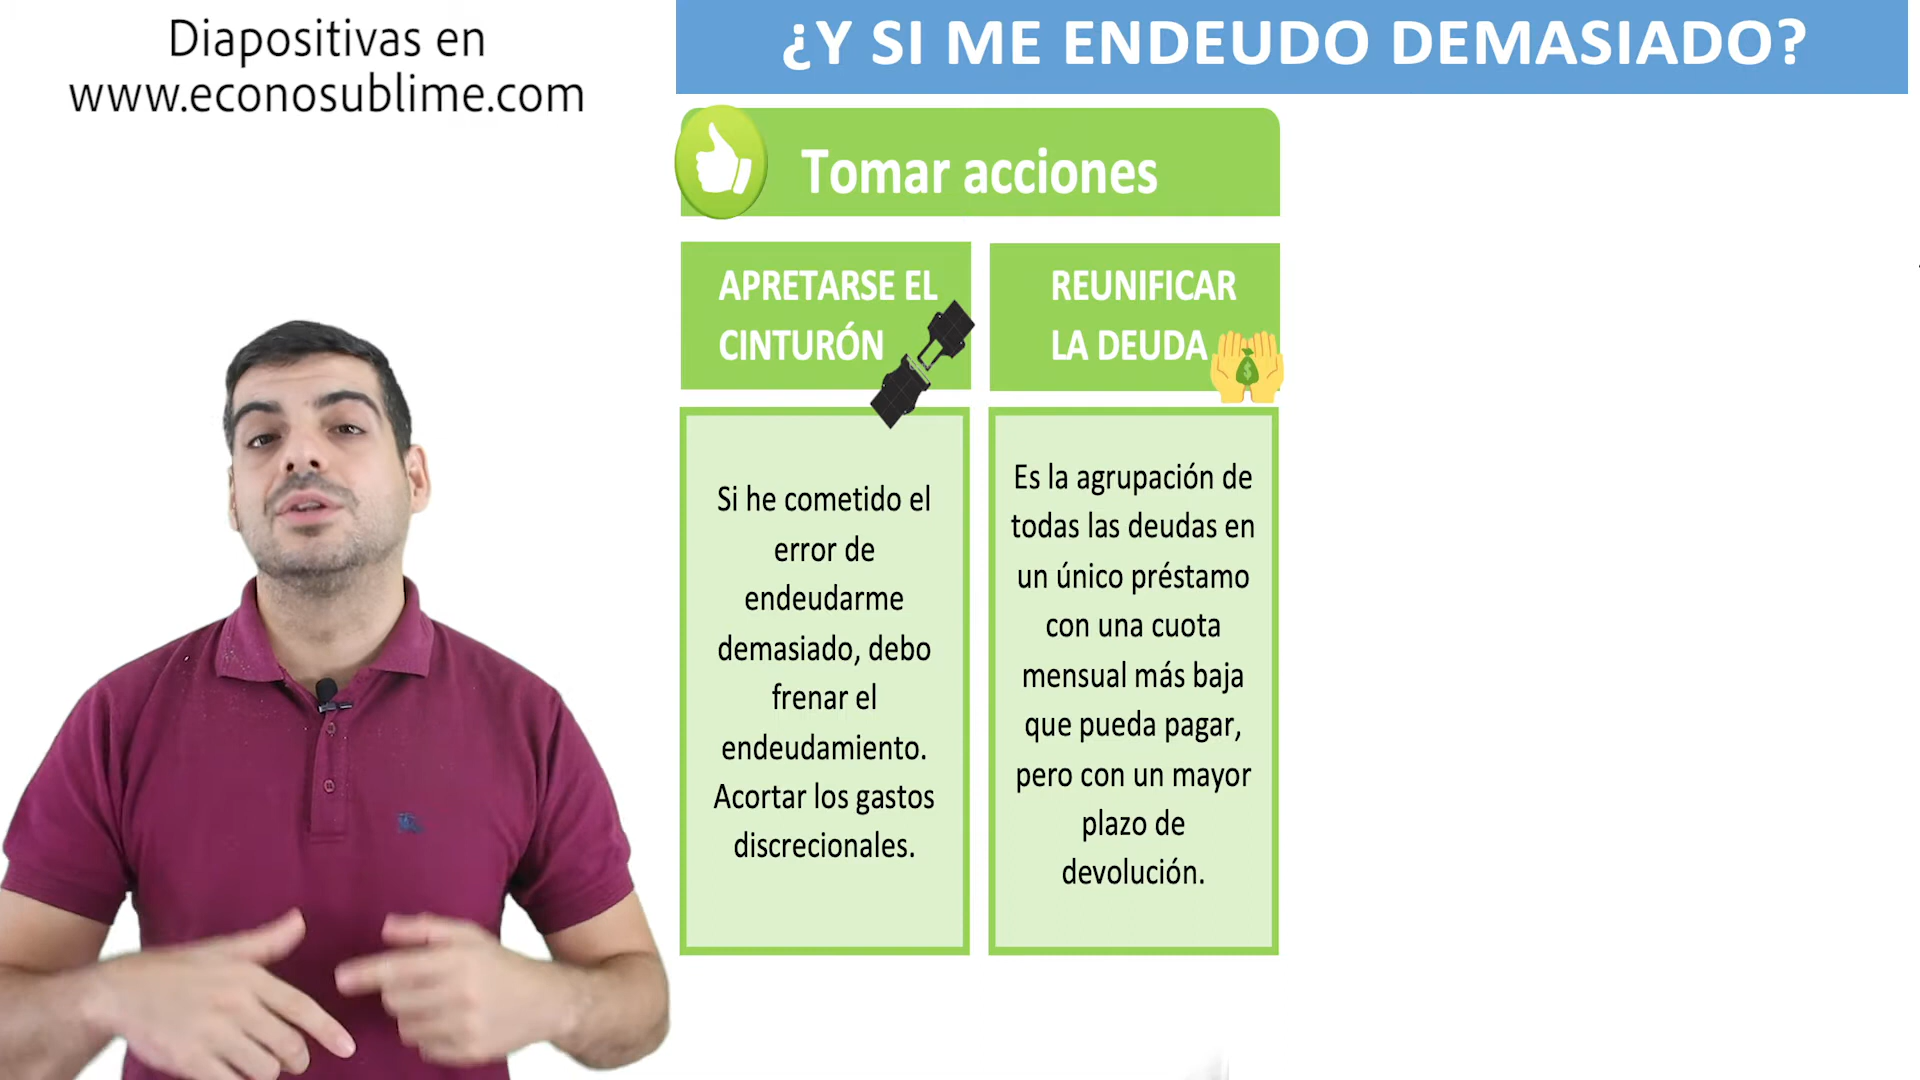 Diapositivas en
www.econosublime.com
¿Y SI ME ENDEUDO DEMASIADO?
Tomar acciones
APRETARSE EL
CINTURÓN
Si he cometido el
error de
endeudarme
demasiado, debo
frenar el
endeudamiento.
Acortar los gastos
discrecionales.
REUNIFICAR
LA DEUDA
$
Es la agrupación de
todas las deudas en
un único préstamo
con una cuota
mensual más baja
que pueda pagar,
pero con un mayor
plazo de
devolución.